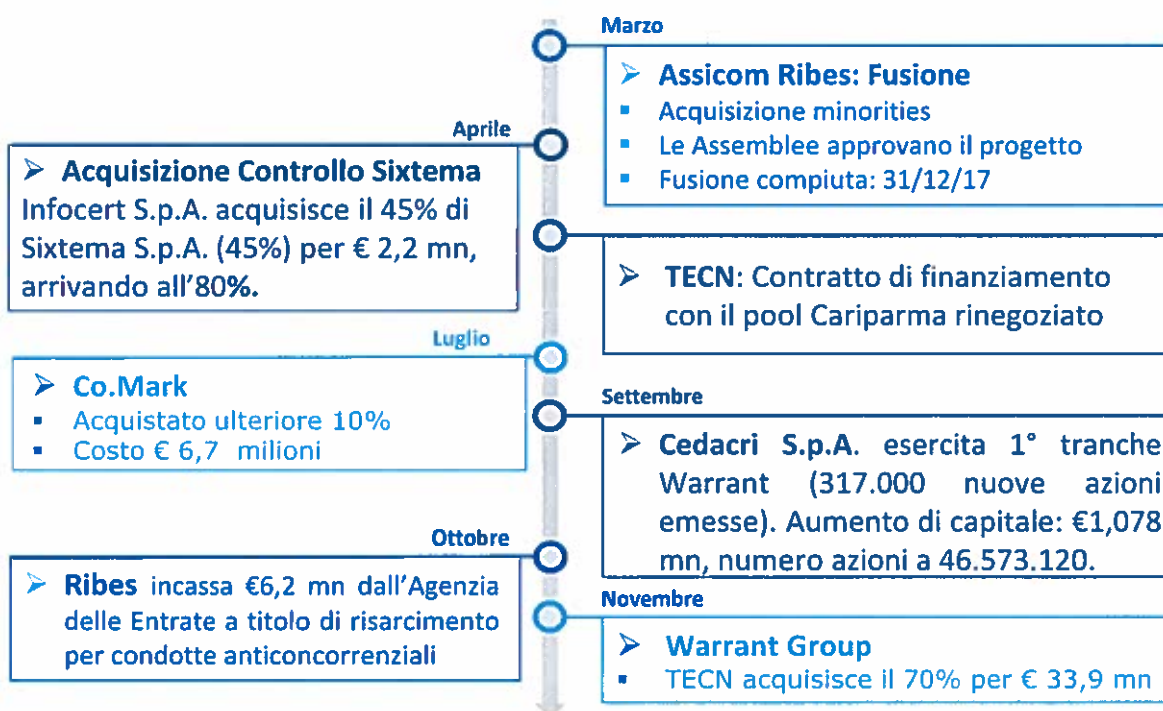 Marzo
➢ Assicom Ribes: Fusione
▪ Acquisizione minorities
▪ Le Assemblee approvano il progetto
▪ Fusione compiuta: 31/12/17
Aprile
➢ Acquisizione Controllo Sixtema
Infocert S.p.A. acquisisce il 45% di
Sixtema S.p.A. (45%) per € 2,2 mn,
arrivando all'80%.
➢ TECN: Contratto di finanziamento
con il pool Cariparma rinegoziato
Luglio
➢ Co.Mark
▪ Acquistato ulteriore 10%
▪ Costo € 6,7 milioni
Settembre
➢ Cedacri S.p.A. esercita 1° tranche
Warrant (317.000 nuove azioni
emesse). Aumento di capitale: €1,078
mn, numero azioni a 46.573.120.
Ottobre
➢ Ribes incassa €6,2 mn dall'Agenzia
delle Entrate a titolo di risarcimento
per condotte anticoncorrenziali
Novembre
➢ Warrant Group
▪ TECN acquisisce il 70% per € 33,9 mn